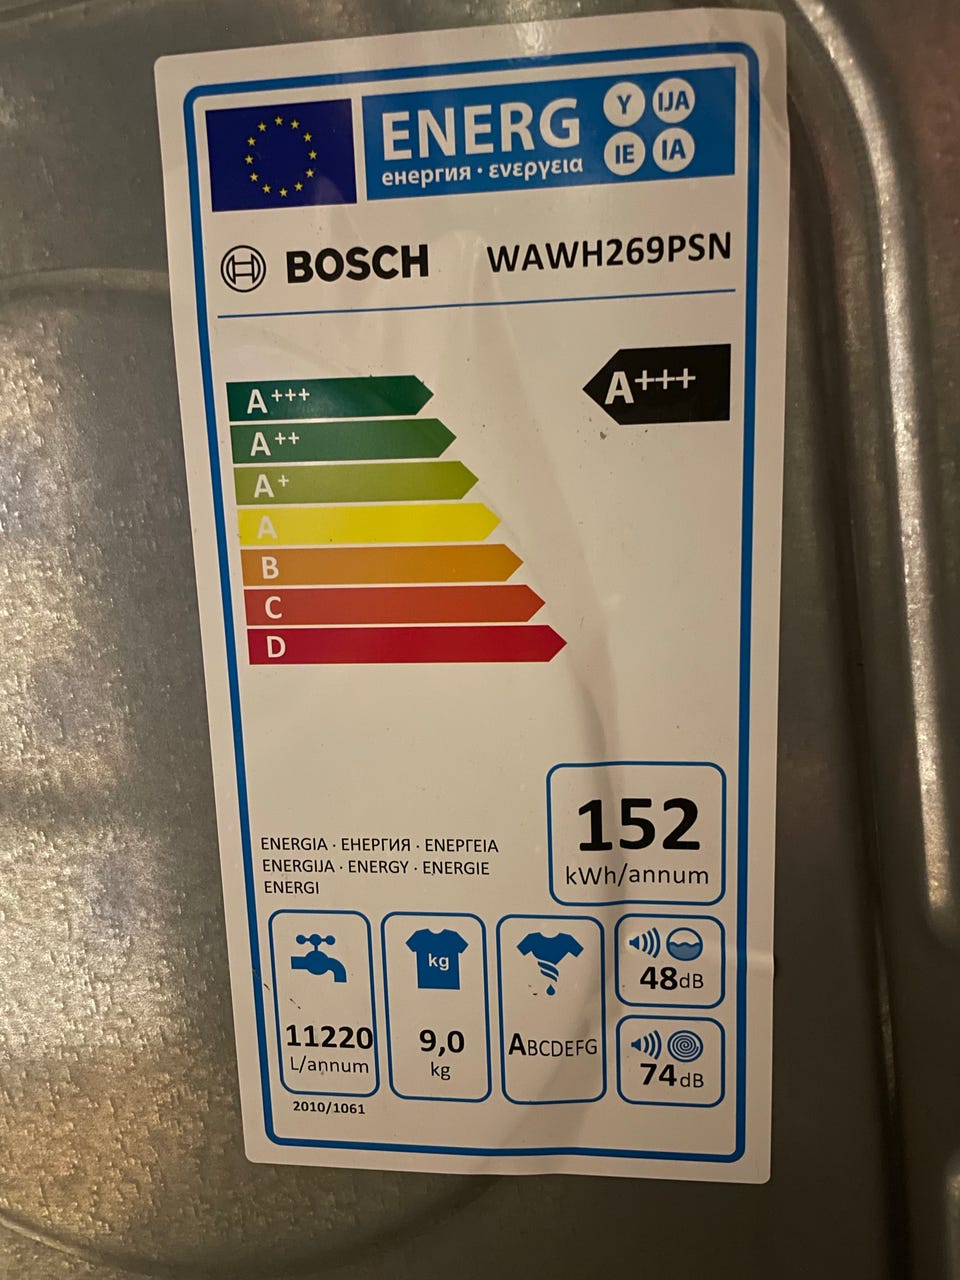 ENERG Y IJA
енергия · ενεργεια IE IA
BOSCH WAWH269PSN
A+++ A+++
A++
A+
A
B
C
D
152
kWh/annum
ENERGIA · ЕНЕРГИЯ · ΕΝΕΡΓΕΙΑ
ENERGIJA · ENERGY · ENERGIE
ENERGI
kg
48dB
11220
L/annum
9,0
kg
ABCDEFG
74dB
2010/1061